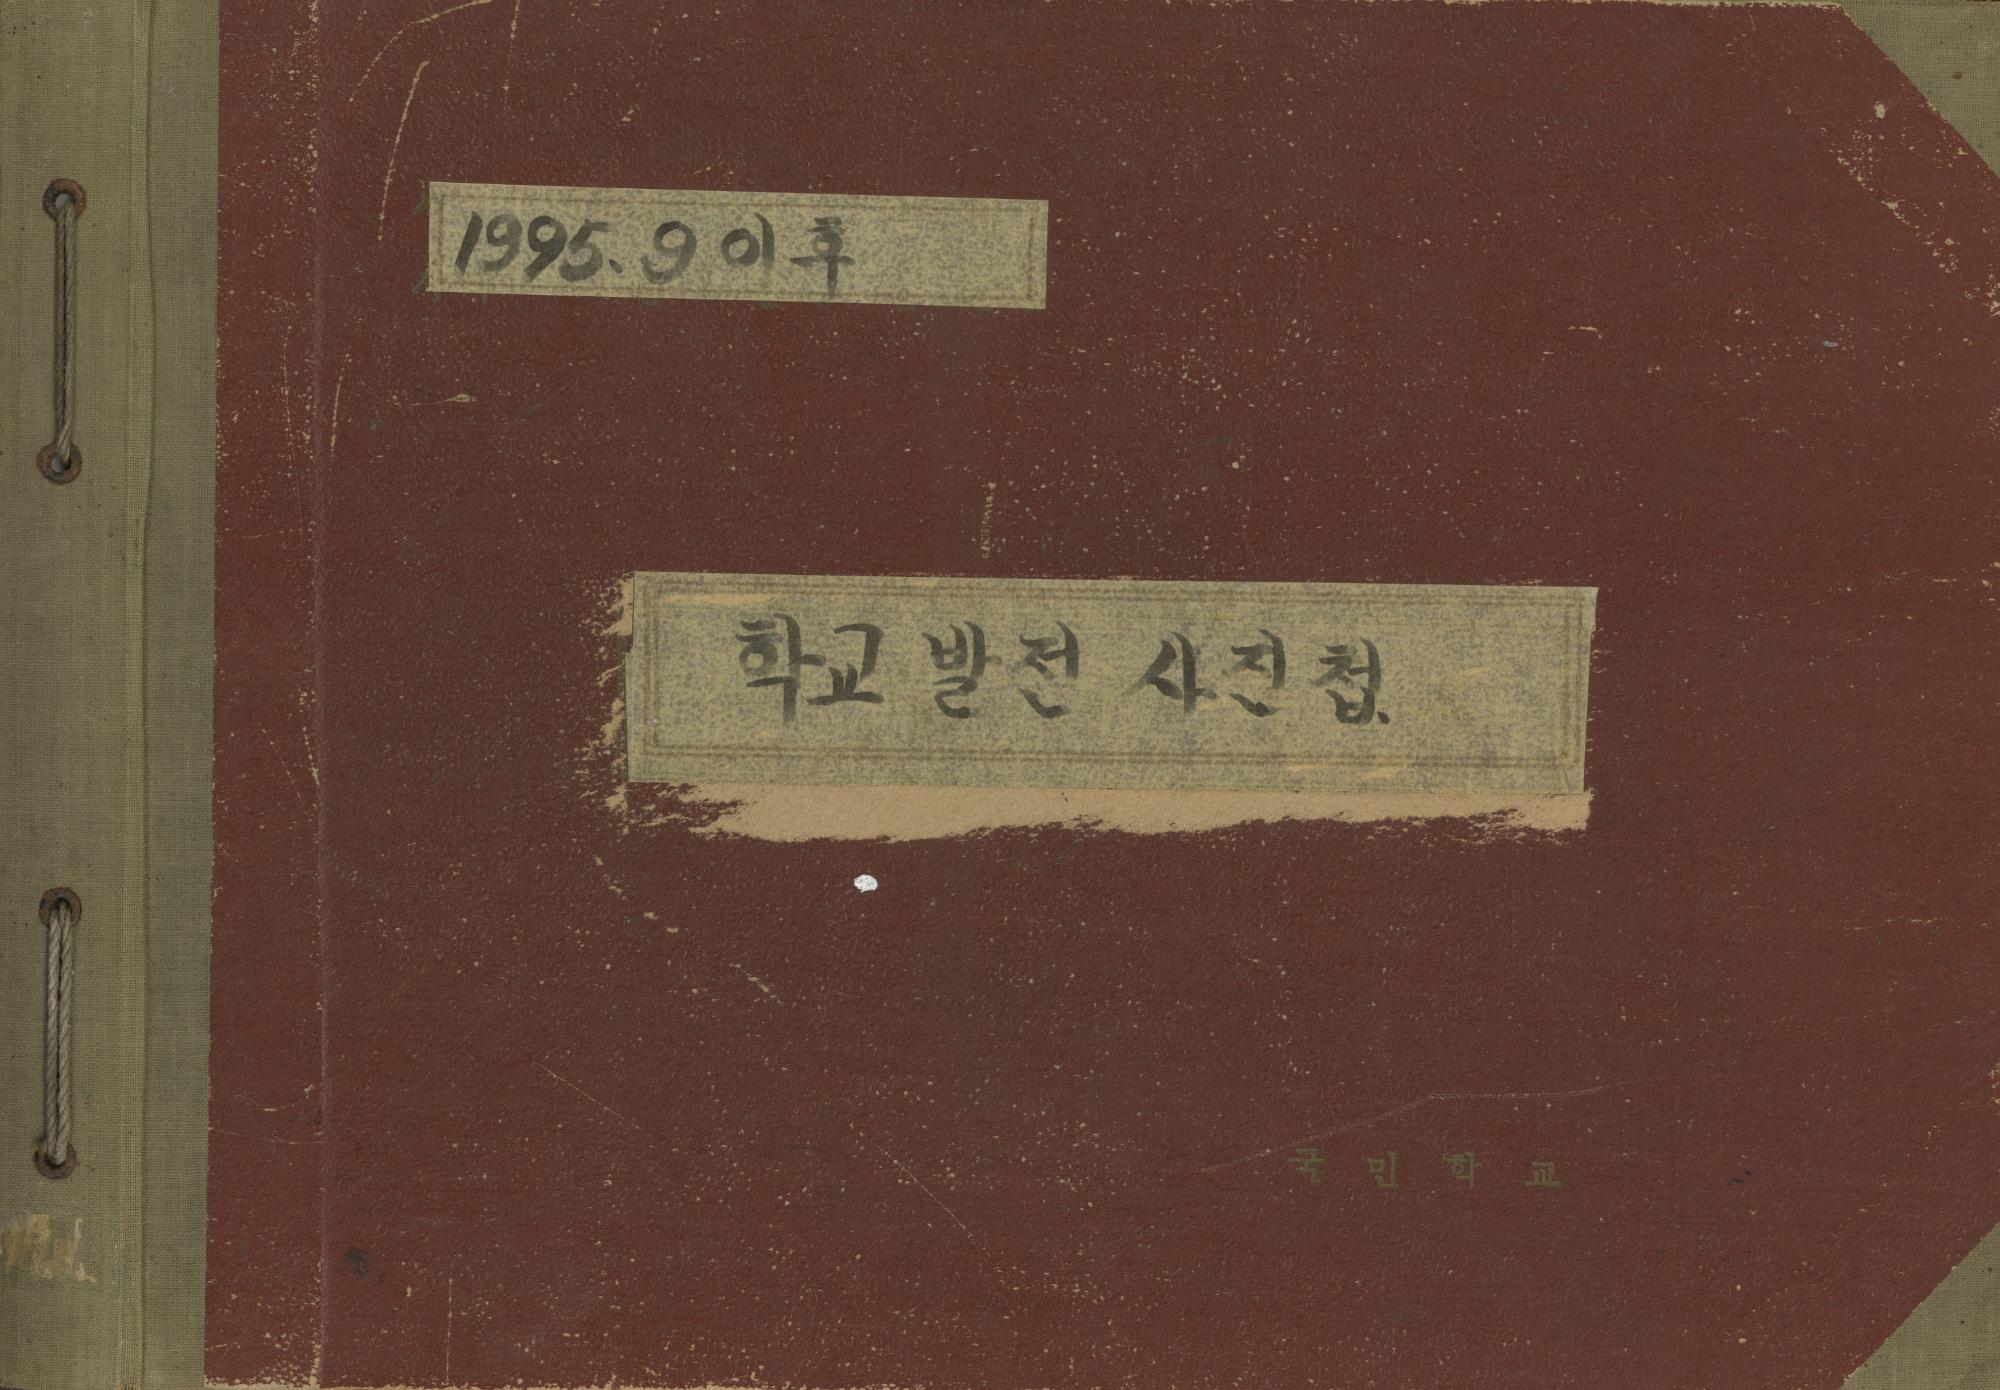 1995. 9 이후
학교 발전 사진첩.
국민학교